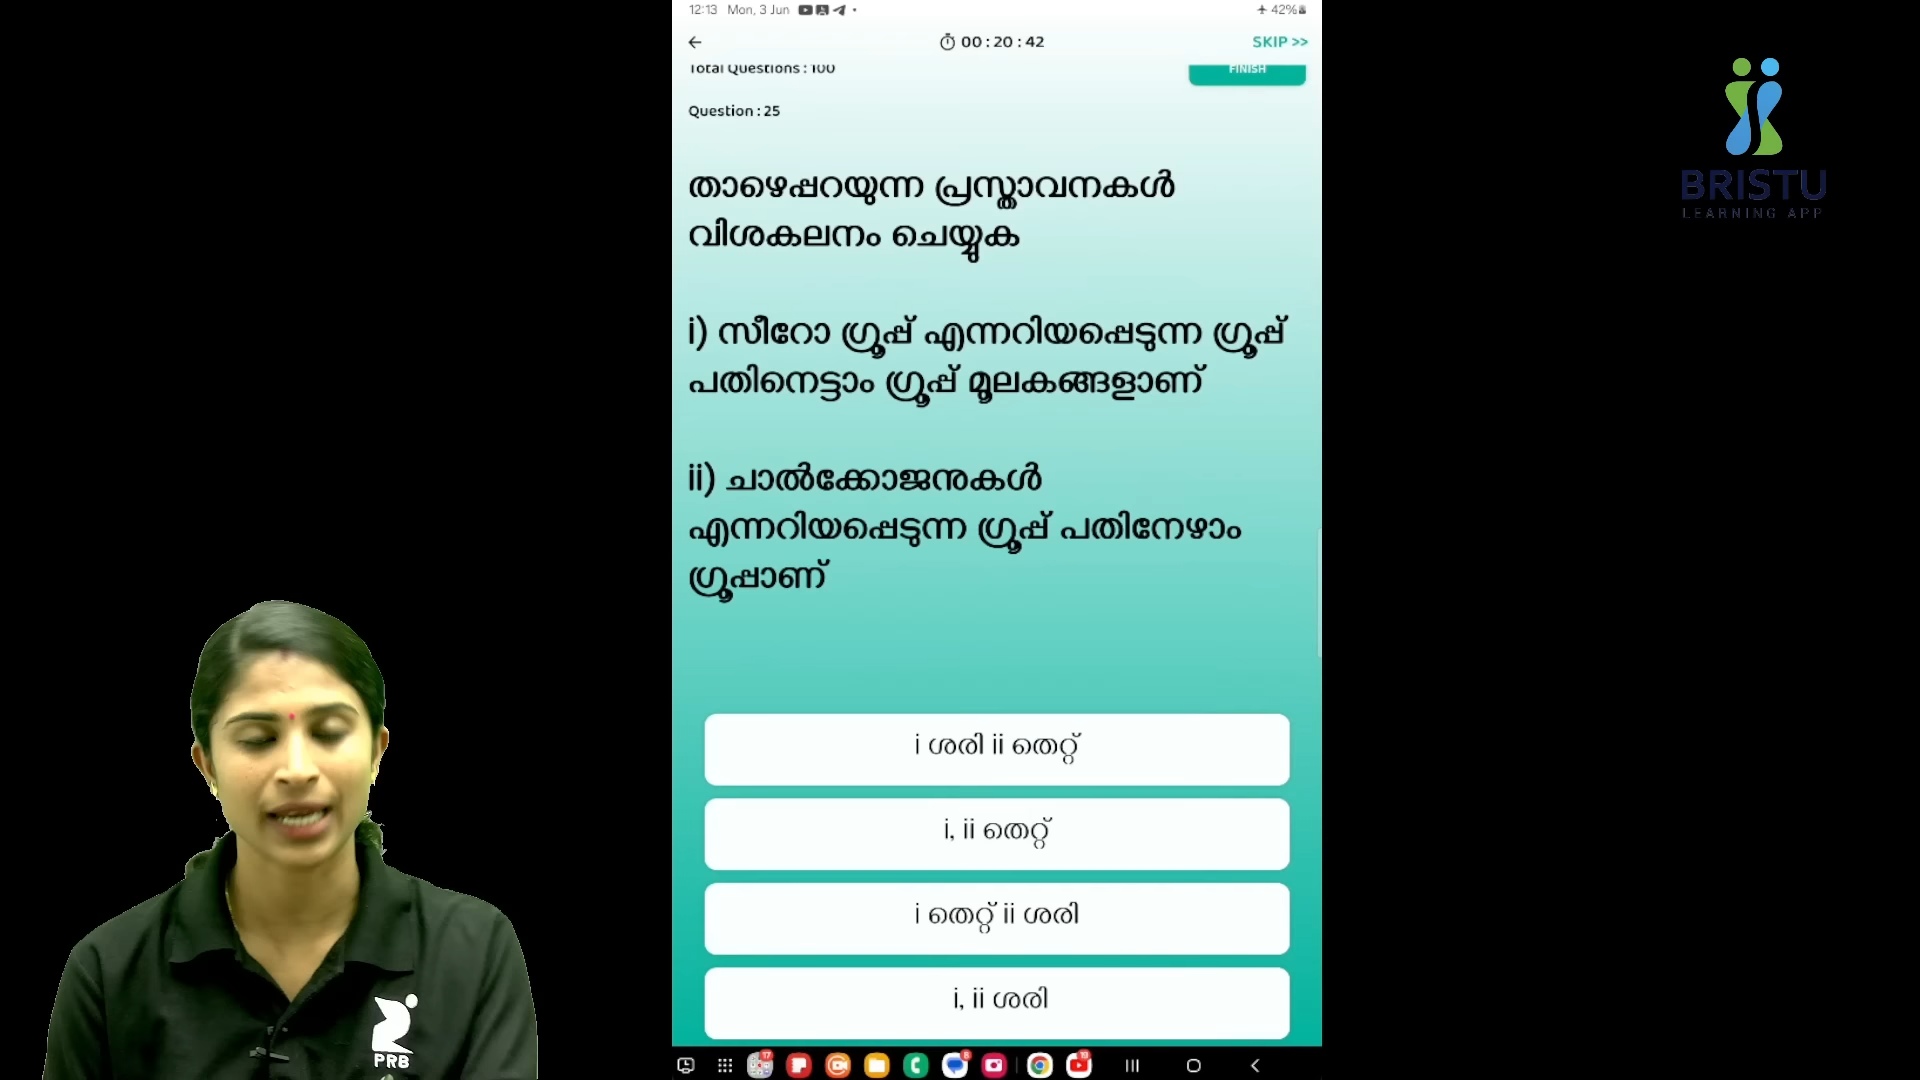 12:13 Mon, 3 Jun
42%
00 : 20 : 42
SKIP >>
Total Questions : 100
FINISH
Question : 25
താഴെപ്പറയുന്ന പ്രസ്താവനകൾ
വിശകലനം ചെയ്യുക
i) സീറോ ഗ്രൂപ്പ് എന്നറിയപ്പെടുന്ന ഗ്രൂപ്പ്
പതിനെട്ടാം ഗ്രൂപ്പ് മൂലകങ്ങളാണ്
ii) ചാൽക്കോജനുകൾ
എന്നറിയപ്പെടുന്ന ഗ്രൂപ്പ് പതിനേഴാം
ഗ്രൂപ്പാണ്
i ശരി ii തെറ്റ്
i, ii തെറ്റ്
i തെറ്റ് ii ശരി
i, ii ശരി
BRISTU
LEARNING APP
PRB